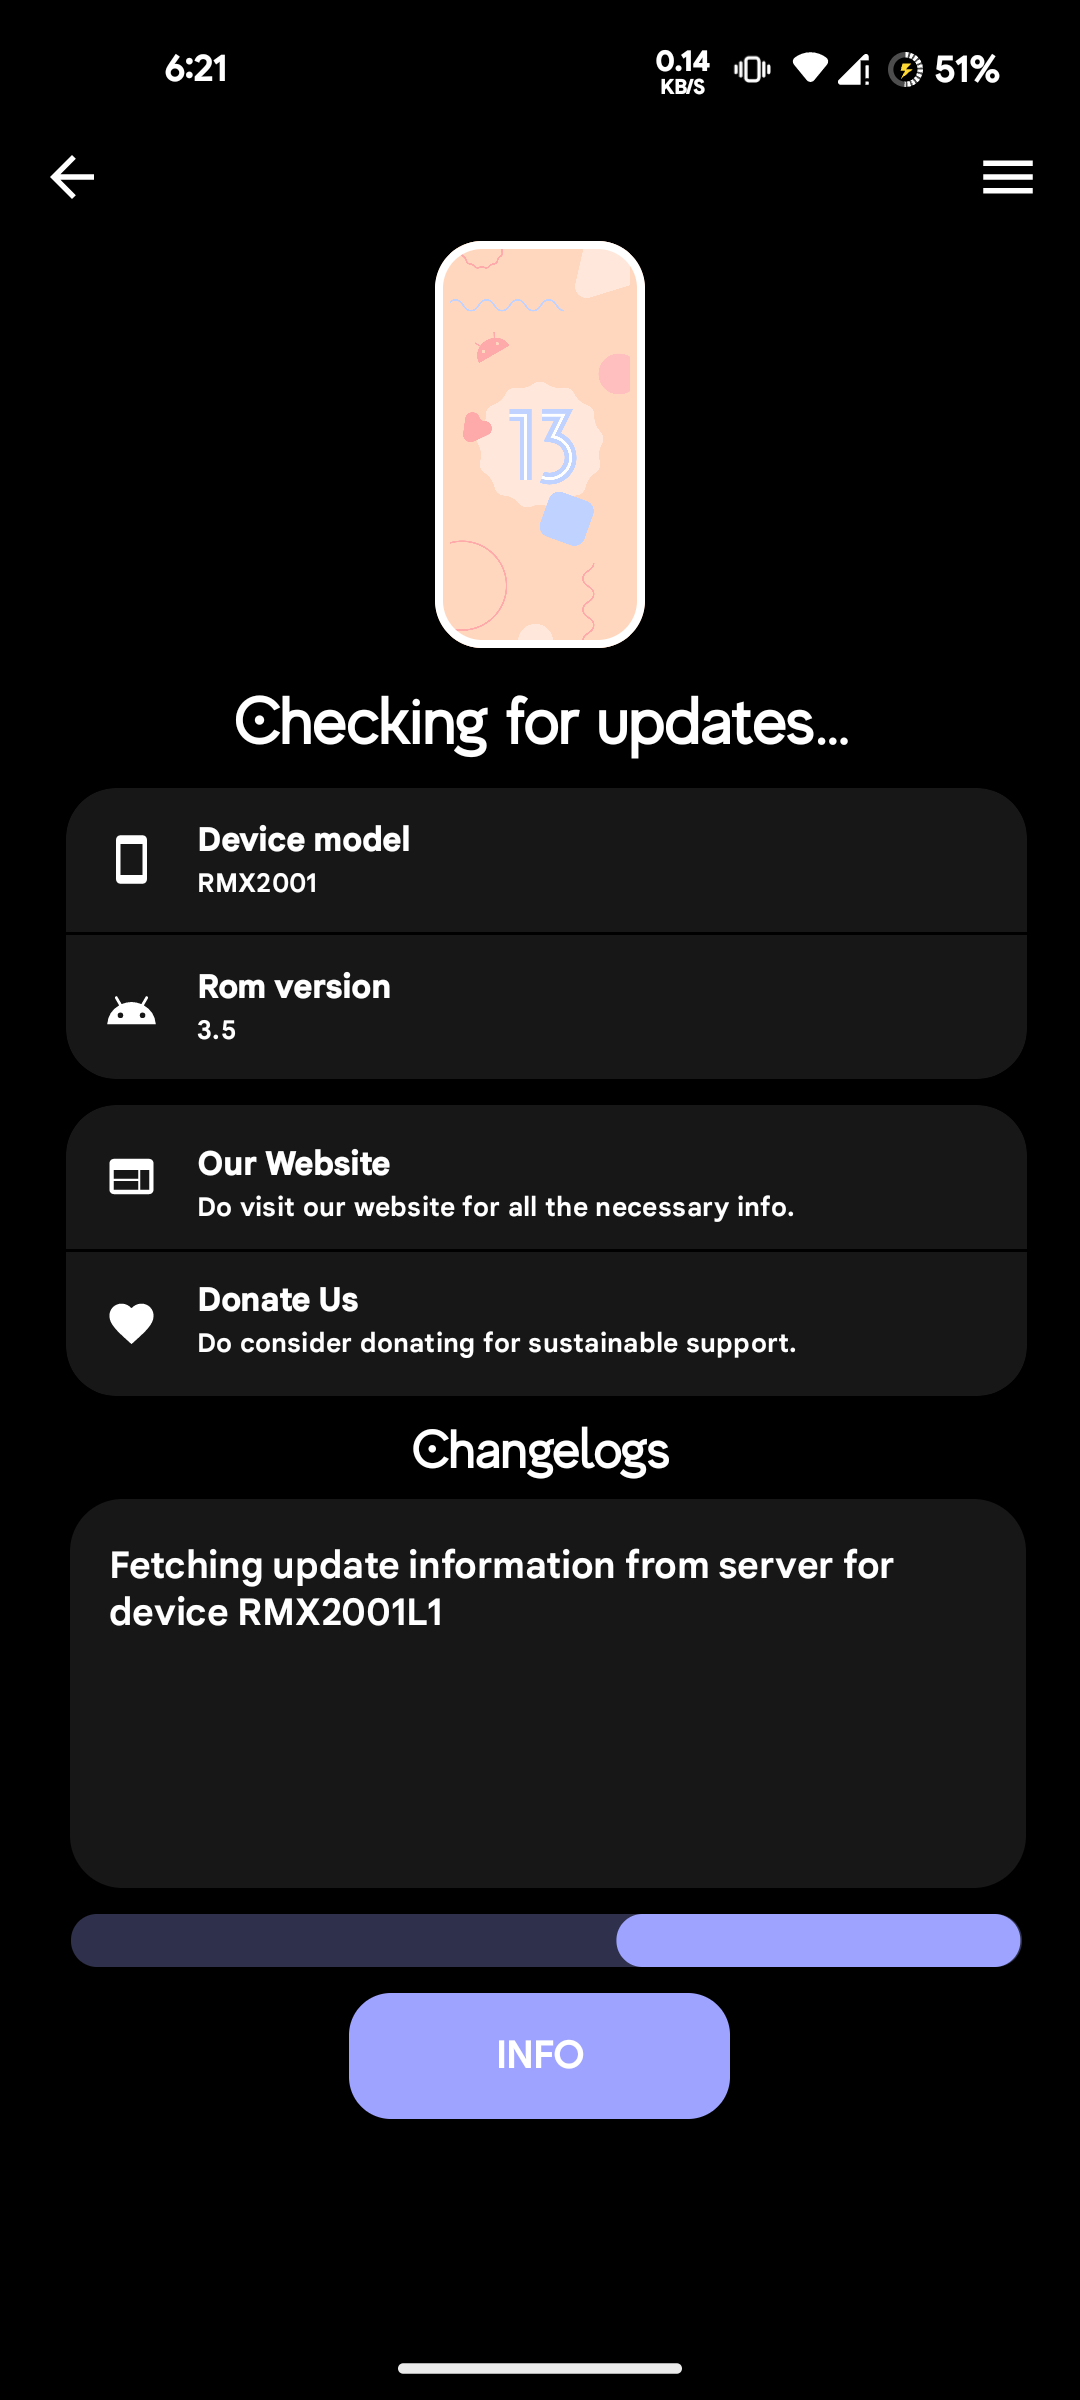 6:21
0.14
KB/S
51%
13
Checking for updates...
Device model
RMX2001
Rom version
3.5
Our Website
Do visit our website for all the necessary info.
Donate Us
Do consider donating for sustainable support.
Changelogs
Fetching update information from server for
device RMX2001L1
INFO